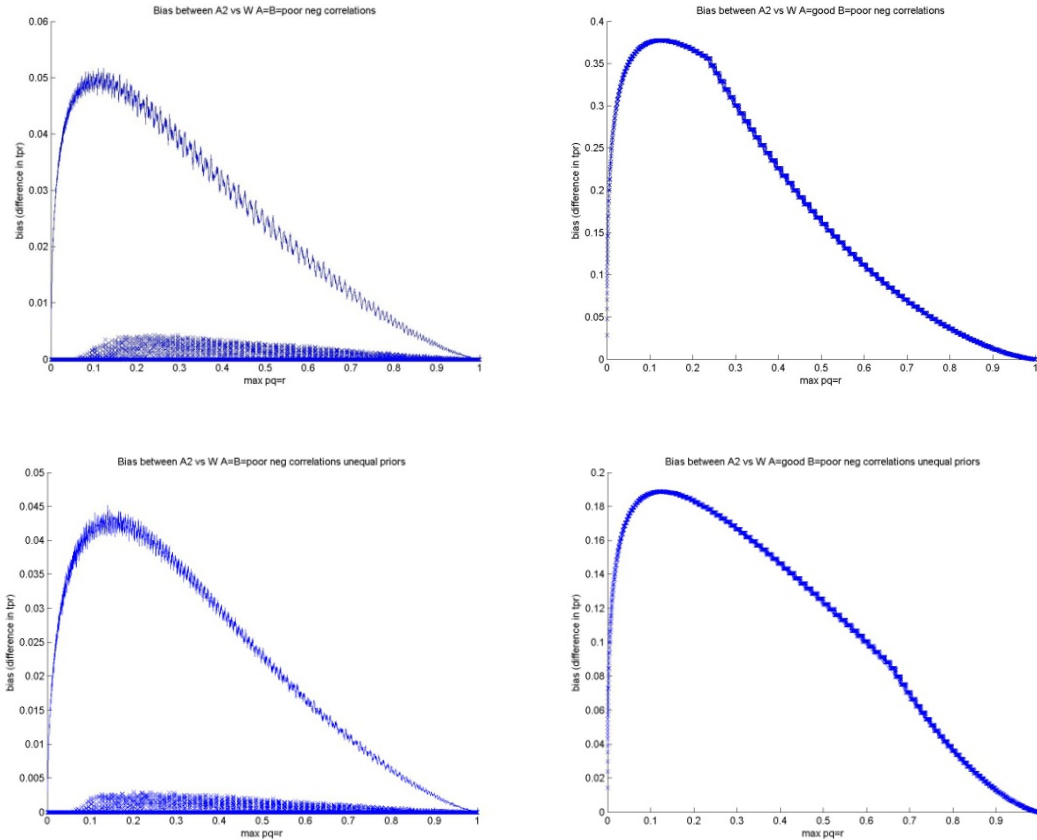 Bias between A2 vs W A=B=poor neg correlations
0.06
0.05
0.04
0.03
0.02
0.01
0
bias (difference in tpr)
0.1 0.2 0.3 0.4 0.5 0.6 0.7 0.8 0.9 1
max pq=r
Bias between A2 vs W A=good B=poor neg correlations
0.4
0.35
0.3
0.25
0.2
0.15
0.1
0.05
0
bias (difference in tpr)
0 0.1 0.2 0.3 0.4 0.5 0.6 0.7 0.8 0.9 1
max pq=r
Bias between A2 vs W A=B=poor neg correlations unequal priors
0.05
0.045
0.04
0.035
0.03
0.025
0.02
0.015
0.01
0.005
0
bias (difference in tpr)
0 0.1 0.2 0.3 0.4 0.5 0.6 0.7 0.8 0.9 1
max pq=r
Bias between A2 vs W A=good B=poor neg correlations unequal priors
0.2
0.18
0.16
0.14
0.12
0.1
0.08
0.06
0.04
0.02
0
bias (difference in tpr)
0 0.1 0.2 0.3 0.4 0.5 0.6 0.7 0.8 0.9 1
max pq=r